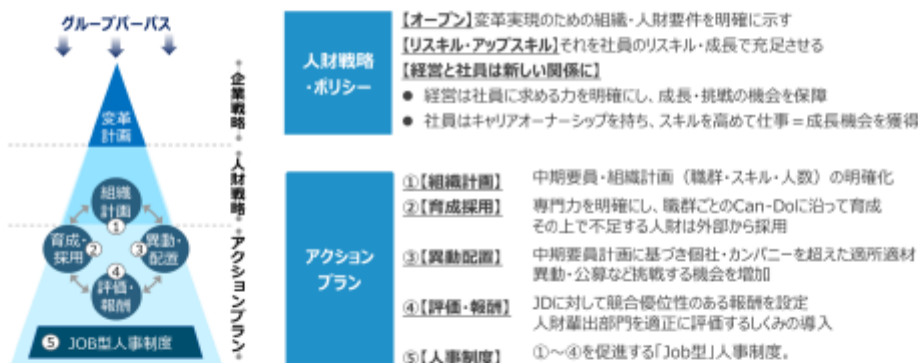 グループパーパス
変革
計画
組織
計画
①
育成・
採用
②
③
異動・
配置
④
評価・
報酬
⑤ JOB型人事制度
企業戦略
人財戦略・アクションプラン
人財戦略
・ポリシー
【オープン】変革実現のための組織・人財要件を明確に示す
【リスキル・アップスキル】それを社員のリスキル・成長で充足させる
【経営と社員は新しい関係に】
● 経営は社員に求める力を明確にし、成長・挑戦の機会を保障
● 社員はキャリアオーナーシップを持ち、スキルを高めて仕事＝成長機会を獲得
アクション
プラン
①【組織計画】 中期要員・組織計画（職群・スキル・人数）の明確化
②【育成採用】 専門力を明確にし、職群ごとのCan-Doに沿って育成
その上で不足する人財は外部から採用
③【異動配置】 中期要員計画に基づき個社・カンパニーを超えた適所適材
異動・公募など挑戦する機会を増加
④【評価・報酬】 JDに対して競合優位性のある報酬を設定
人財輩出部門を適正に評価するしくみの導入
⑤【人事制度】 ①～④を促進する「Job型」人事制度。